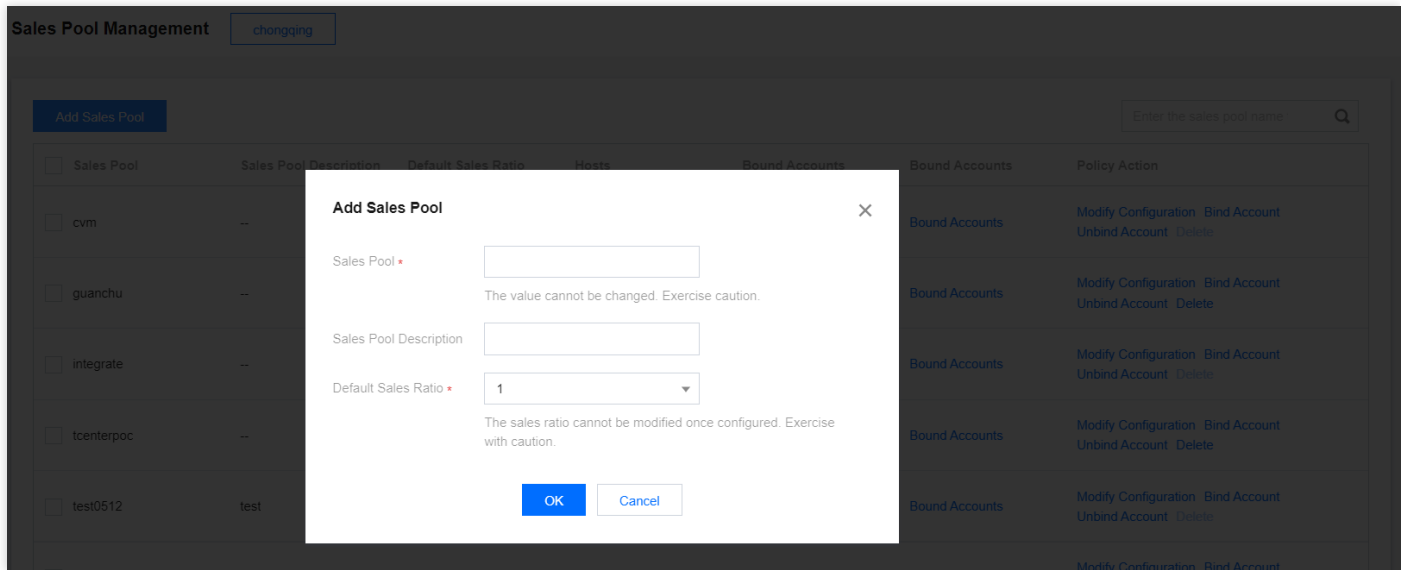 Sales Pool Management chongqing
Add Sales Pool Enter the sales pool name
Sales Pool Sales Pool Description Default Sales Ratio Hosts Bound Accounts Bound Accounts Policy Action
cvm -- Bound Accounts Modify Configuration Bind Account
Unbind Account Delete
guanchu -- Bound Accounts Modify Configuration Bind Account
Unbind Account Delete
integrate -- Bound Accounts Modify Configuration Bind Account
Unbind Account Delete
tcenterpoc -- Bound Accounts Modify Configuration Bind Account
Unbind Account Delete
test0512 test Bound Accounts Modify Configuration Bind Account
Unbind Account Delete
Modify Configuration Bind Account
Add Sales Pool
Sales Pool *
The value cannot be changed. Exercise caution.
Sales Pool Description
Default Sales Ratio * 1
The sales ratio cannot be modified once configured. Exercise
with caution.
OK Cancel